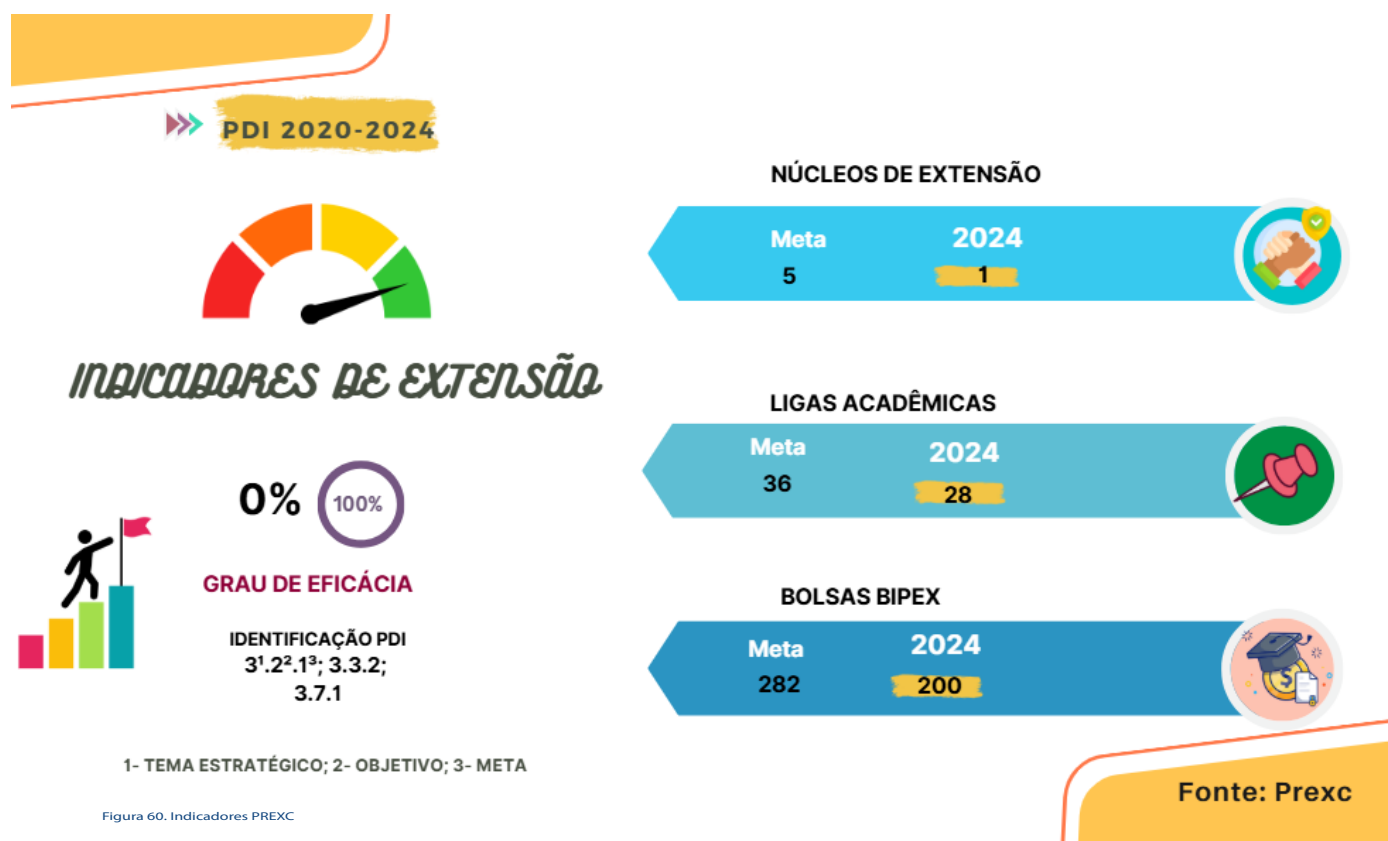 PDI 2020-2024
INDICADORES DE EXTENSÃO
0% 100%
GRAU DE EFICÁCIA
IDENTIFICAÇÃO PDI
3¹.2².1³; 3.3.2;
3.7.1
1- TEMA ESTRATÉGICO; 2- OBJETIVO; 3- META
Figura 60. Indicadores PREXC
NÚCLEOS DE EXTENSÃO
Meta 2024
5 1
LIGAS ACADÊMICAS
Meta 2024
36 28
BOLSAS BIPEX
Meta 2024
282 200
Fonte: Prexc